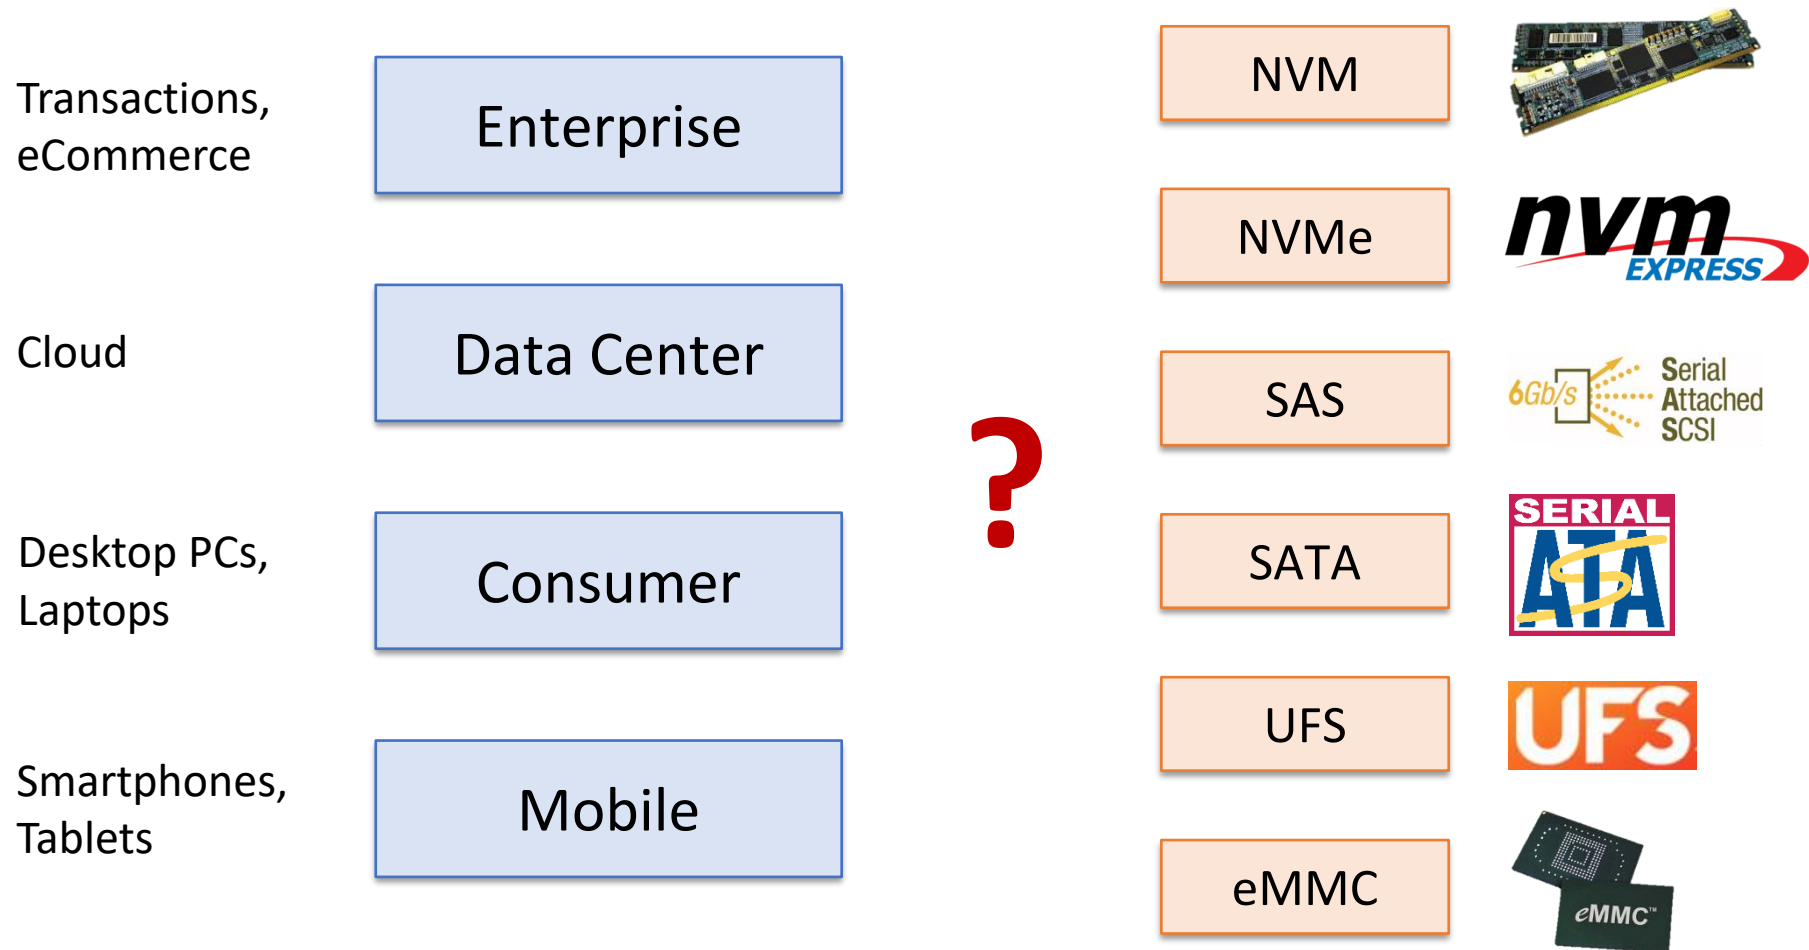 Transactions,
eCommerce
Enterprise
Cloud
Data Center
Desktop PCs,
Laptops
Consumer
Smartphones,
Tablets
Mobile
?
NVM
NVMe
nvm
EXPRESS
SAS
6Gb/s
Serial
Attached
SCSI
SATA
SERIAL
ATA
UFS
UFS
eMMC
eMMC™